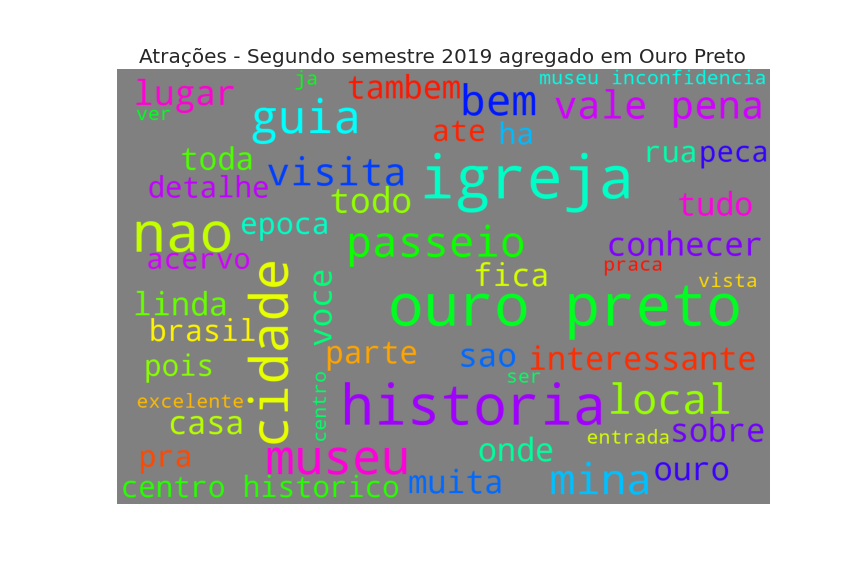 Atrações - Segundo semestre 2019 agregado em Ouro Preto
ja
museu inconfidencia
lugar
tambem
bem
vale pena
ver
guia
ate
ha
toda
visita
igreja
rua
peca
detalhe
todo
tudo
nao
epoca
passeio
conhecer
acervo
praca
cidade
voce
fica
vista
linda
ouro preto
brasil
parte
sao
interessante
pois
ser
excelente
centro
historia
local
casa
entrada
sobre
pra
museu
onde
mina
ouro
centro historico
muita